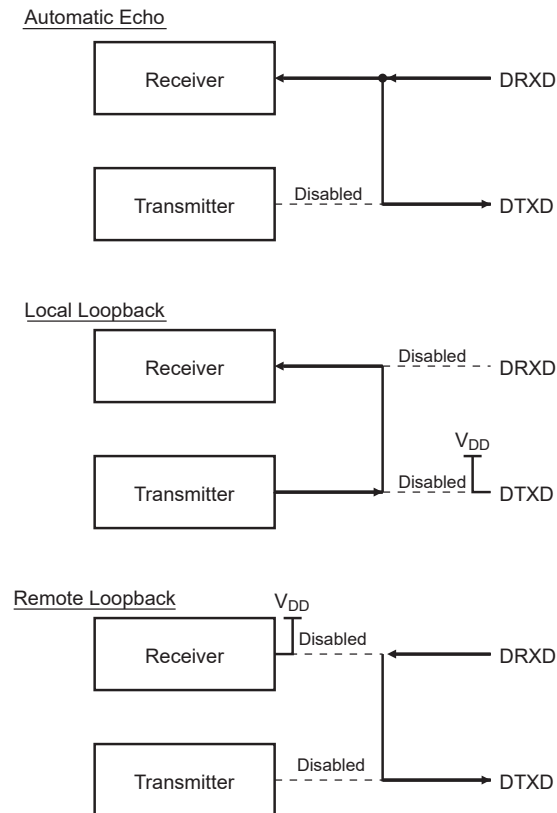 Automatic Echo
Receiver
DRXD
Transmitter
Disabled
DTXD
Local Loopback
Receiver
Disabled
DRXD
VDD
Transmitter
Disabled
DTXD
Remote Loopback
VDD
Receiver
Disabled
DRXD
Transmitter
Disabled
DTXD